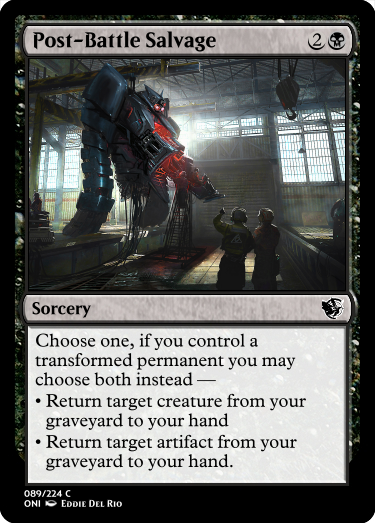 Post-Battle Salvage 2
Sorcery
Choose one, if you control a
transformed permanent you may
choose both instead —
• Return target creature from your
graveyard to your hand
• Return target artifact from your
graveyard to your hand.
089/224 C
ONI Eddie Del Rio